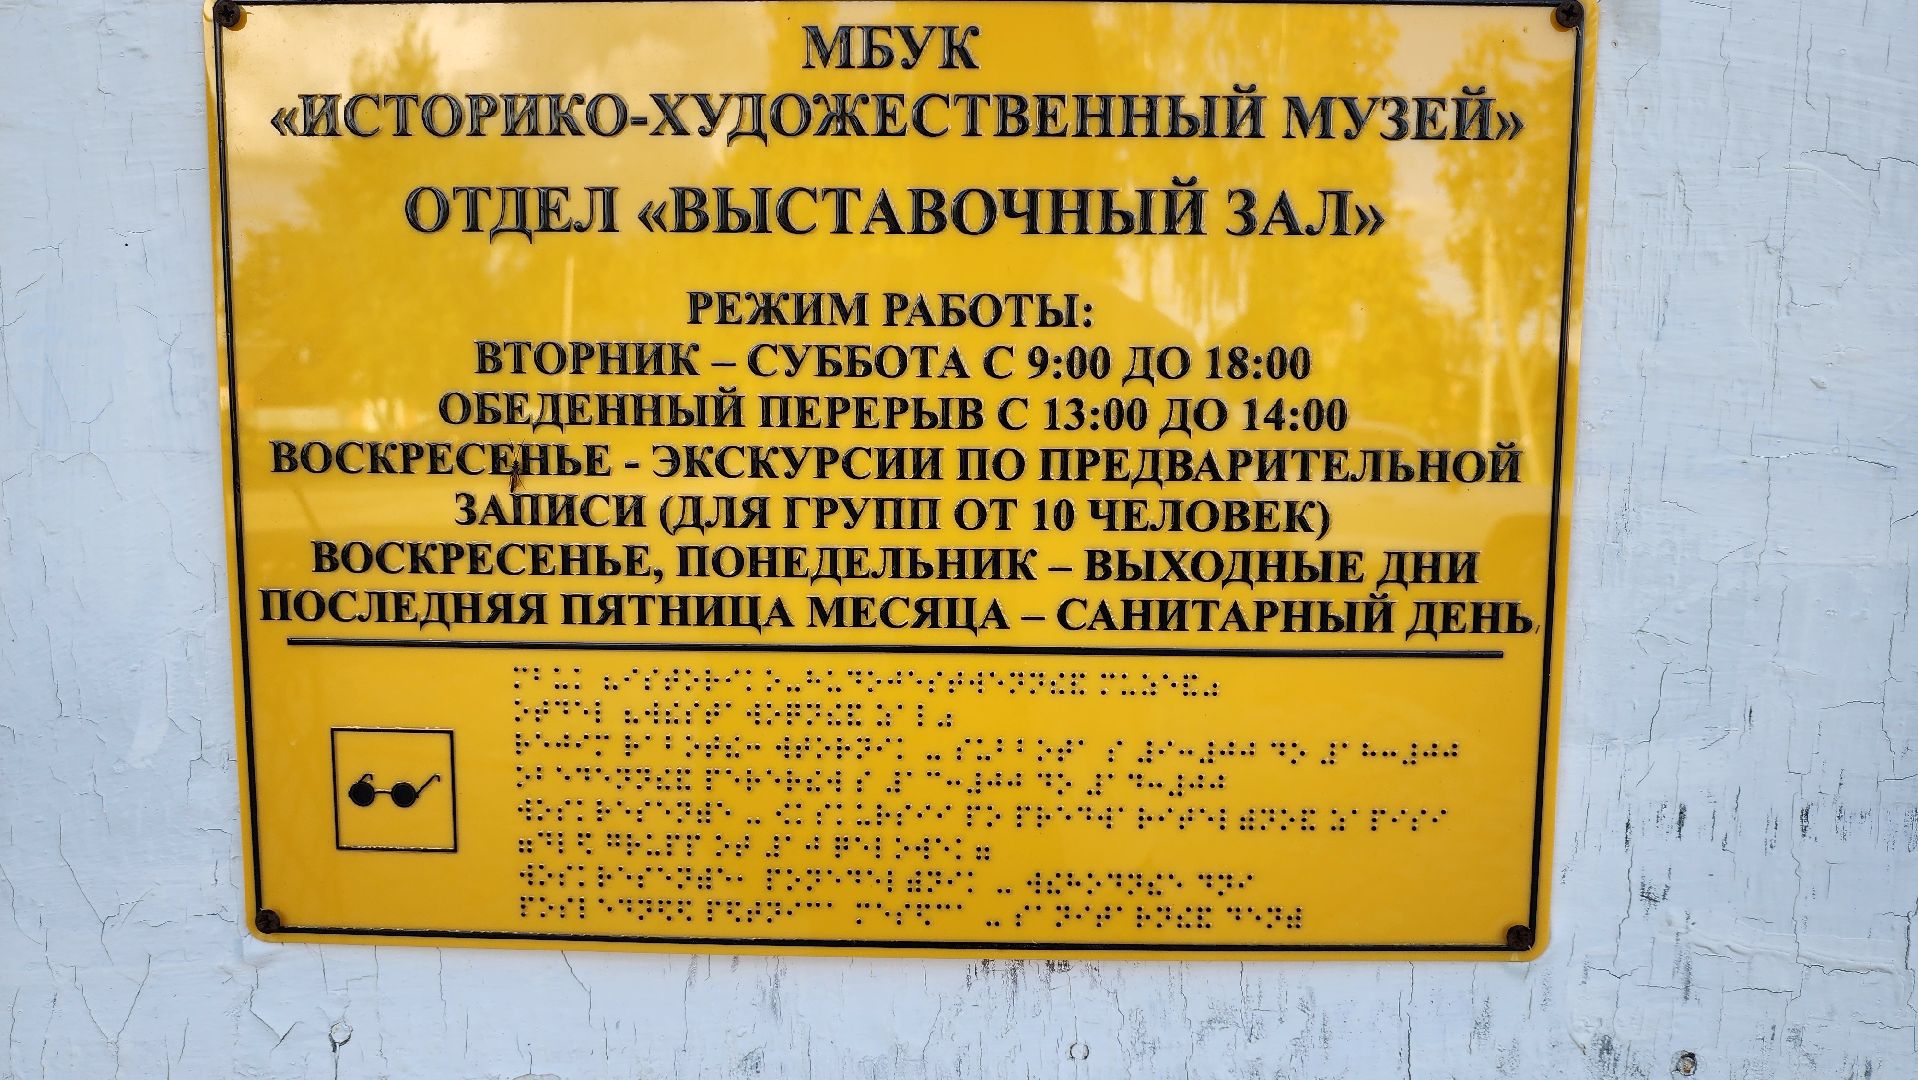 МБУК
«ИСТОРИКО-ХУДОЖЕСТВЕННЫЙ МУЗЕЙ»
ОТДЕЛ «ВЫСТАВОЧНЫЙ ЗАЛ»
РЕЖИМ РАБОТЫ:
ВТОРНИК – СУББОТА С 9:00 ДО 18:00
ОБЕДЕННЫЙ ПЕРЕРЫВ С 13:00 ДО 14:00
ВОСКРЕСЕНЬЕ - ЭКСКУРСИИ ПО ПРЕДВАРИТЕЛЬНОЙ
ЗАПИСИ (ДЛЯ ГРУПП ОТ 10 ЧЕЛОВЕК)
ВОСКРЕСЕНЬЕ, ПОНЕДЕЛЬНИК – ВЫХОДНЫЕ ДНИ
ПОСЛЕДНЯЯ ПЯТНИЦА МЕСЯЦА – САНИТАРНЫЙ ДЕНЬ